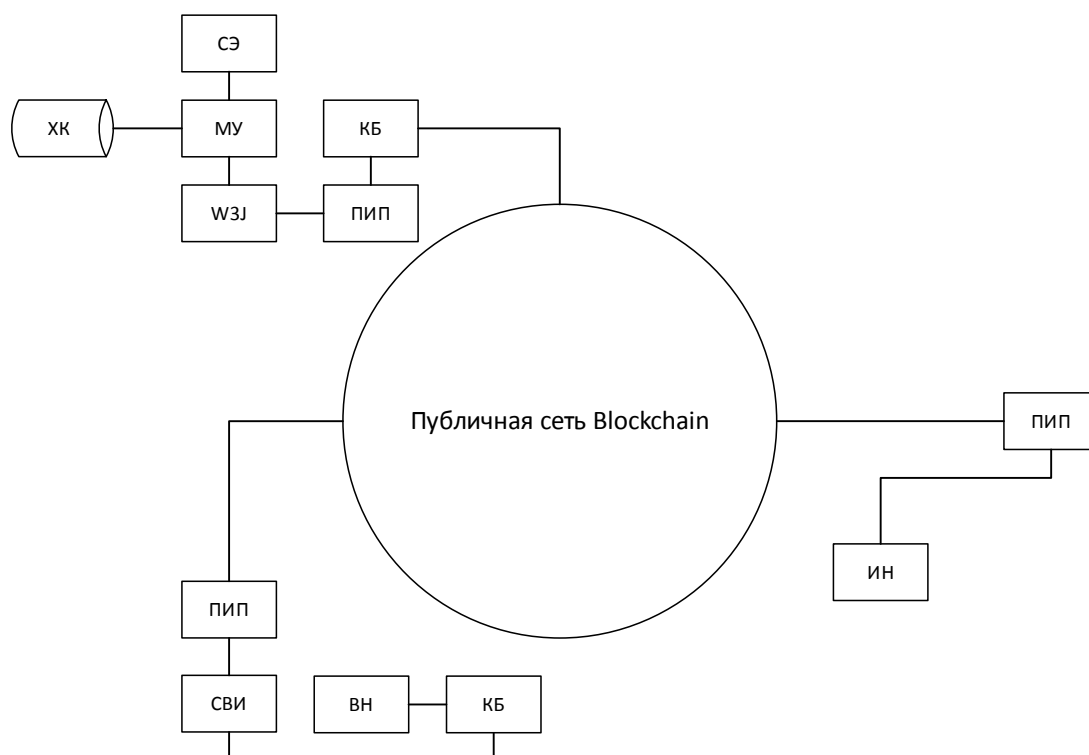 СЭ
ХК
МУ
КБ
W3J
ПИП
Публичная сеть Blockchain
ПИП
ИН
ПИП
СВИ
ВН
КБ